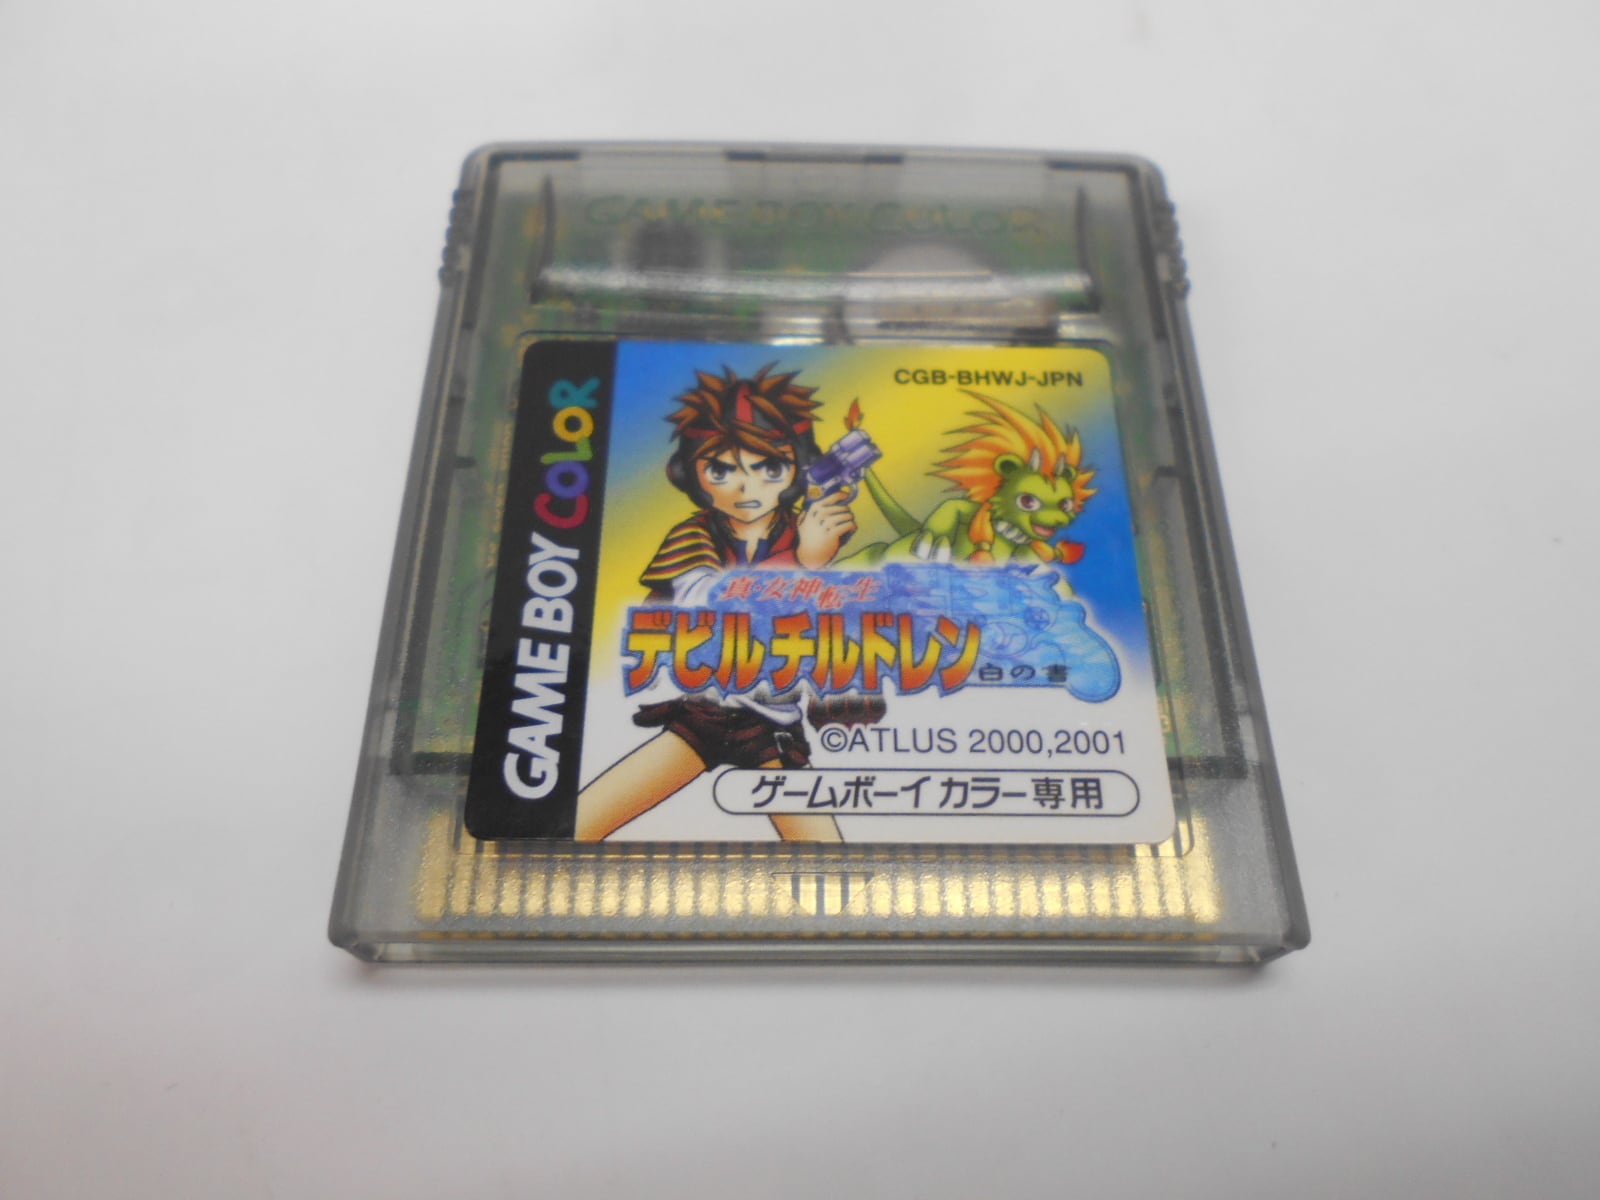 GAME BOY COLOR
GAME BOY COLOR
CGB-BHWJ-JPN
真・女神転生
デビルチルドレン
白の書
©ATLUS 2000,2001
ゲームボーイ カラー専用